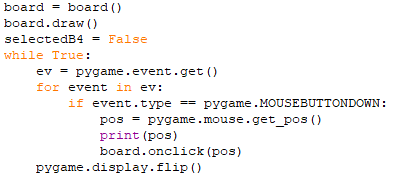 board = board()
board.draw()
selectedB4 = False
while True:
    ev = pygame.event.get()
    for event in ev:
        if event.type == pygame.MOUSEBUTTONDOWN:
            pos = pygame.mouse.get_pos()
            print(pos)
            board.onclick(pos)
    pygame.display.flip()